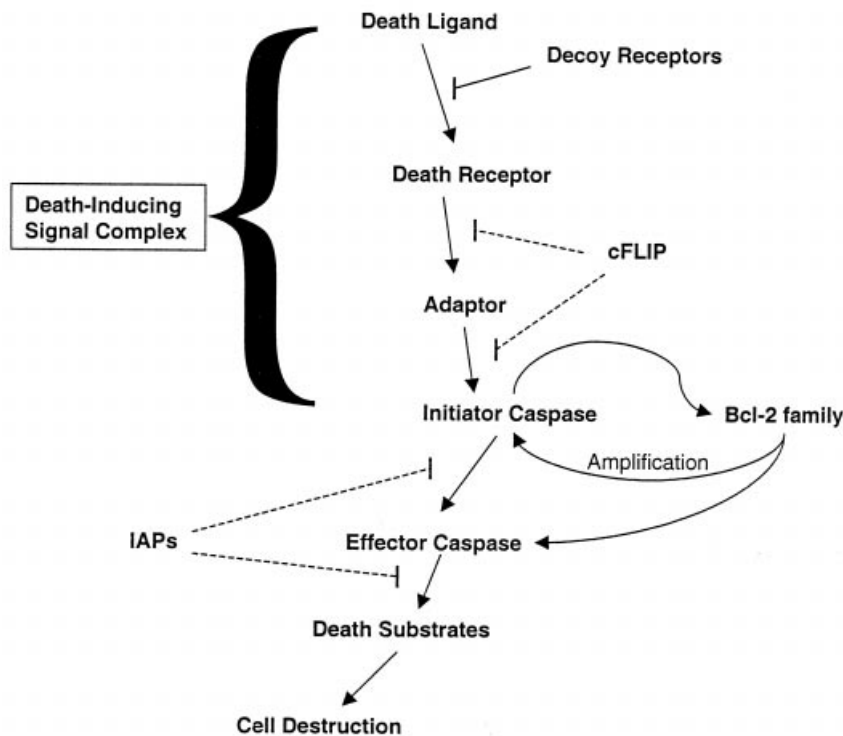 Death Ligand
Decoy Receptors
Death Receptor
Death-Inducing
Signal Complex
cFLIP
Adaptor
Initiator Caspase
Bcl-2 family
Amplification
IAPs
Effector Caspase
Death Substrates
Cell Destruction